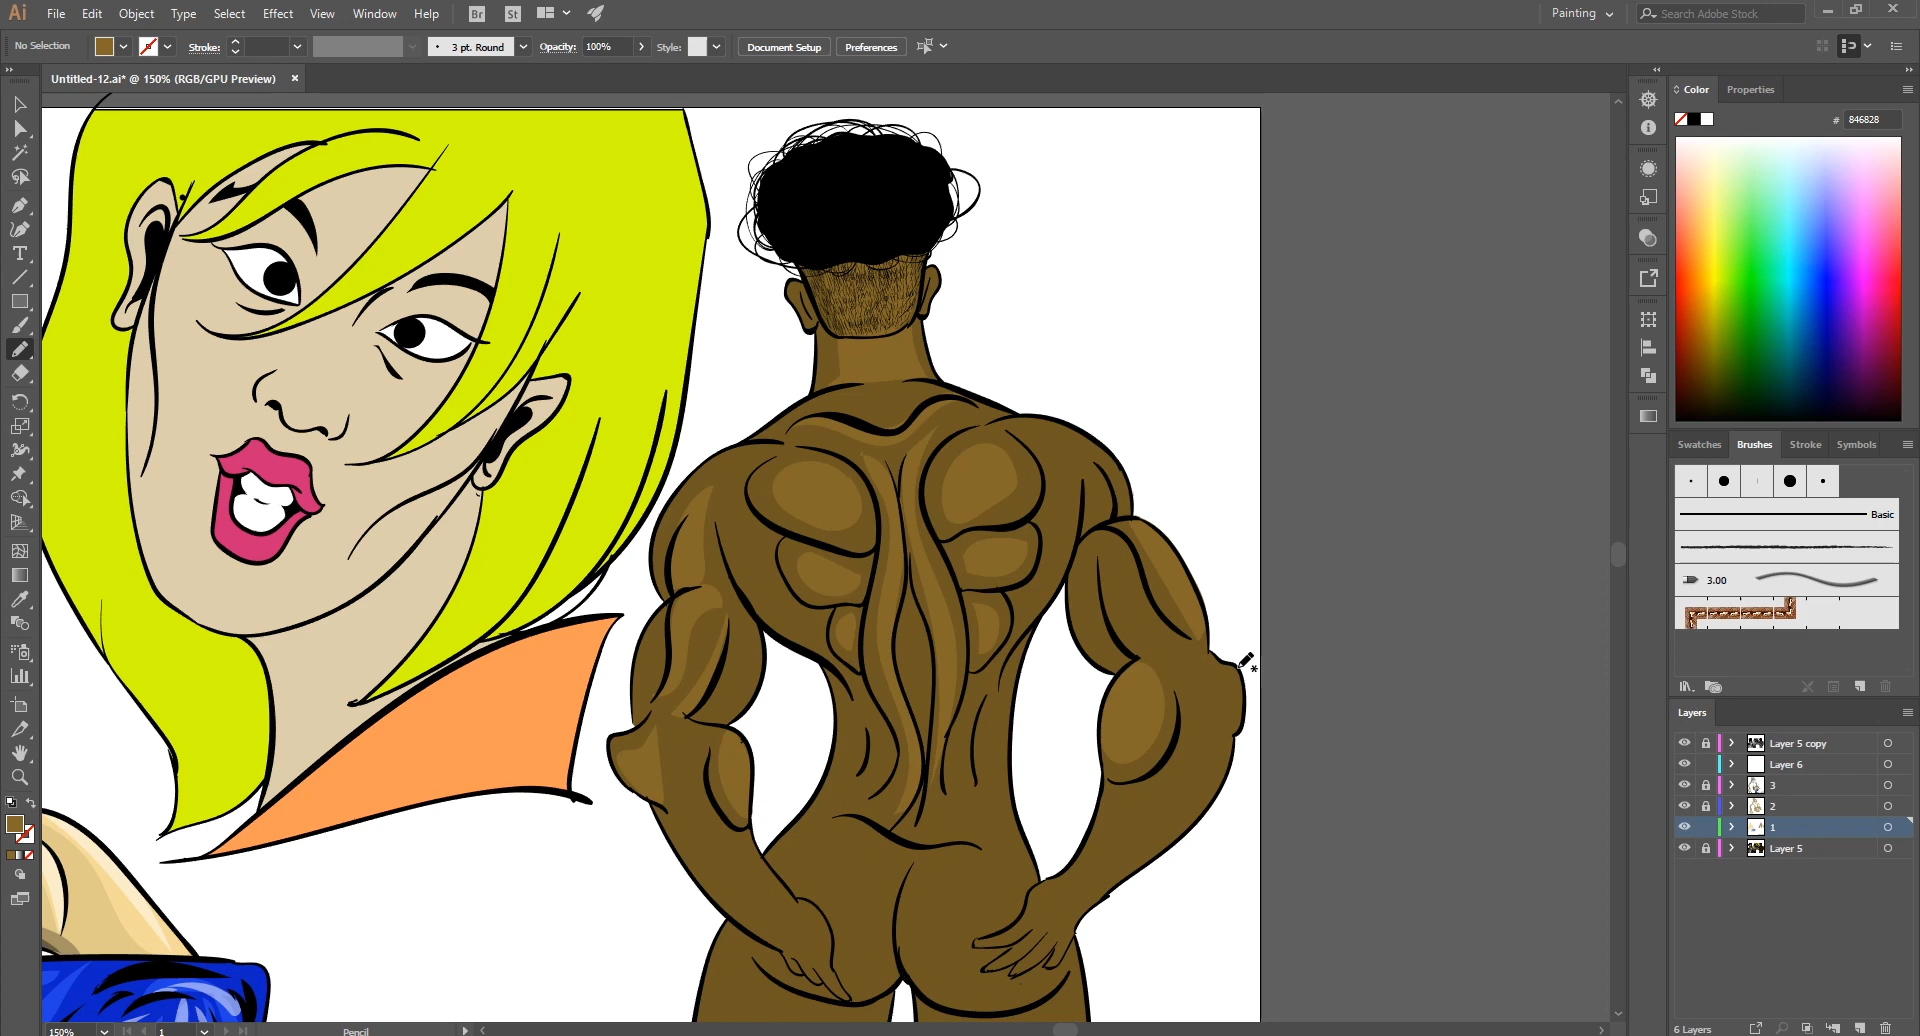 Ai File Edit Object Type Select Effect View Window Help Br St Painting Search Adobe Stock
No Selection Stroke: 3 pt. Round Opacity: 100% Style: Document Setup Preferences
Untitled-12.ai* @ 150% (RGB/GPU Preview) ×
Color Properties
# 846828
Swatches Brushes Stroke Symbols
Basic
3.00
Layers
Layer 5 copy
Layer 6
3
2
1
Layer 5
150% 1 Pencil
6 Layers